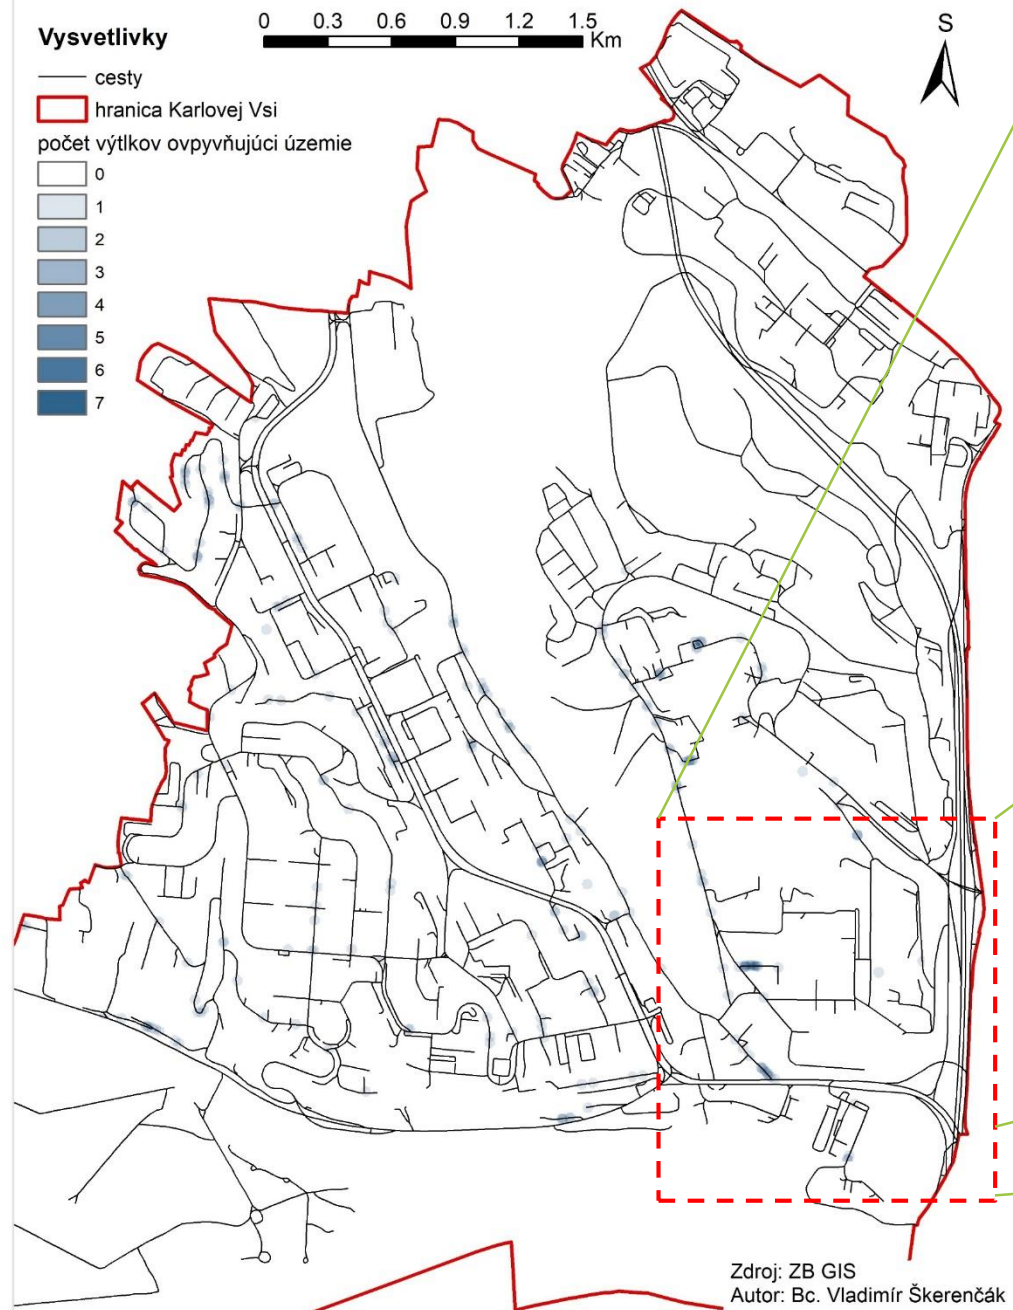 Vysvetlivky
0 0.3 0.6 0.9 1.2 1.5
Km
S
cesty
hranica Karlovej Vsi
počet výtlkov ovpyvňujúci územie
0
1
2
3
4
5
6
7
Zdroj: ZB GIS
Autor: Bc. Vladimír Škerenčák